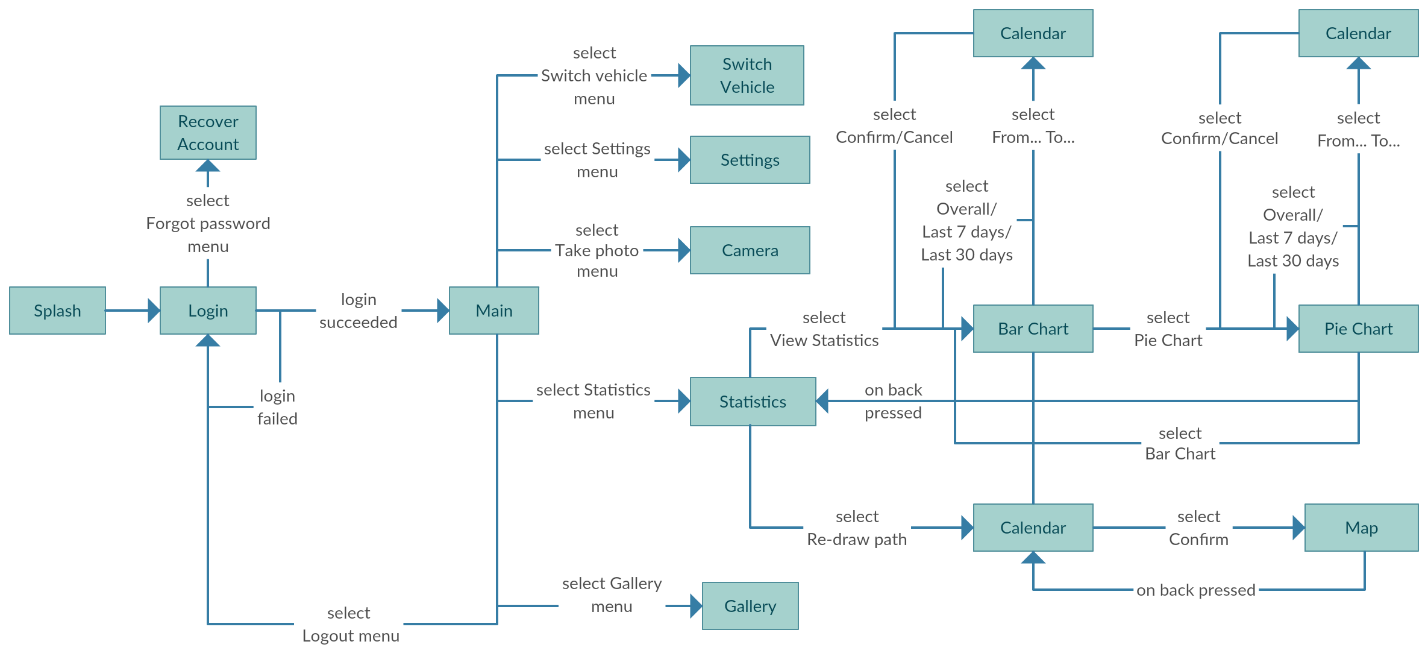 Calendar
Calendar
select
Switch vehicle
menu
Switch
Vehicle
Recover
Account
select
Confirm/Cancel
select
From... To...
select
Confirm/Cancel
select
From... To...
select Settings
menu
Settings
select
Forgot password
menu
select
Overall/
Last 7 days/
Last 30 days
select
Overall/
Last 7 days/
Last 30 days
select
Take photo
menu
Camera
Splash
Login
login
succeeded
Main
select
View Statistics
Bar Chart
select
Pie Chart
Pie Chart
login
failed
select Statistics
menu
Statistics
on back
pressed
select
Bar Chart
select
Re-draw path
Calendar
select
Confirm
Map
on back pressed
select Gallery
menu
Gallery
select
Logout menu